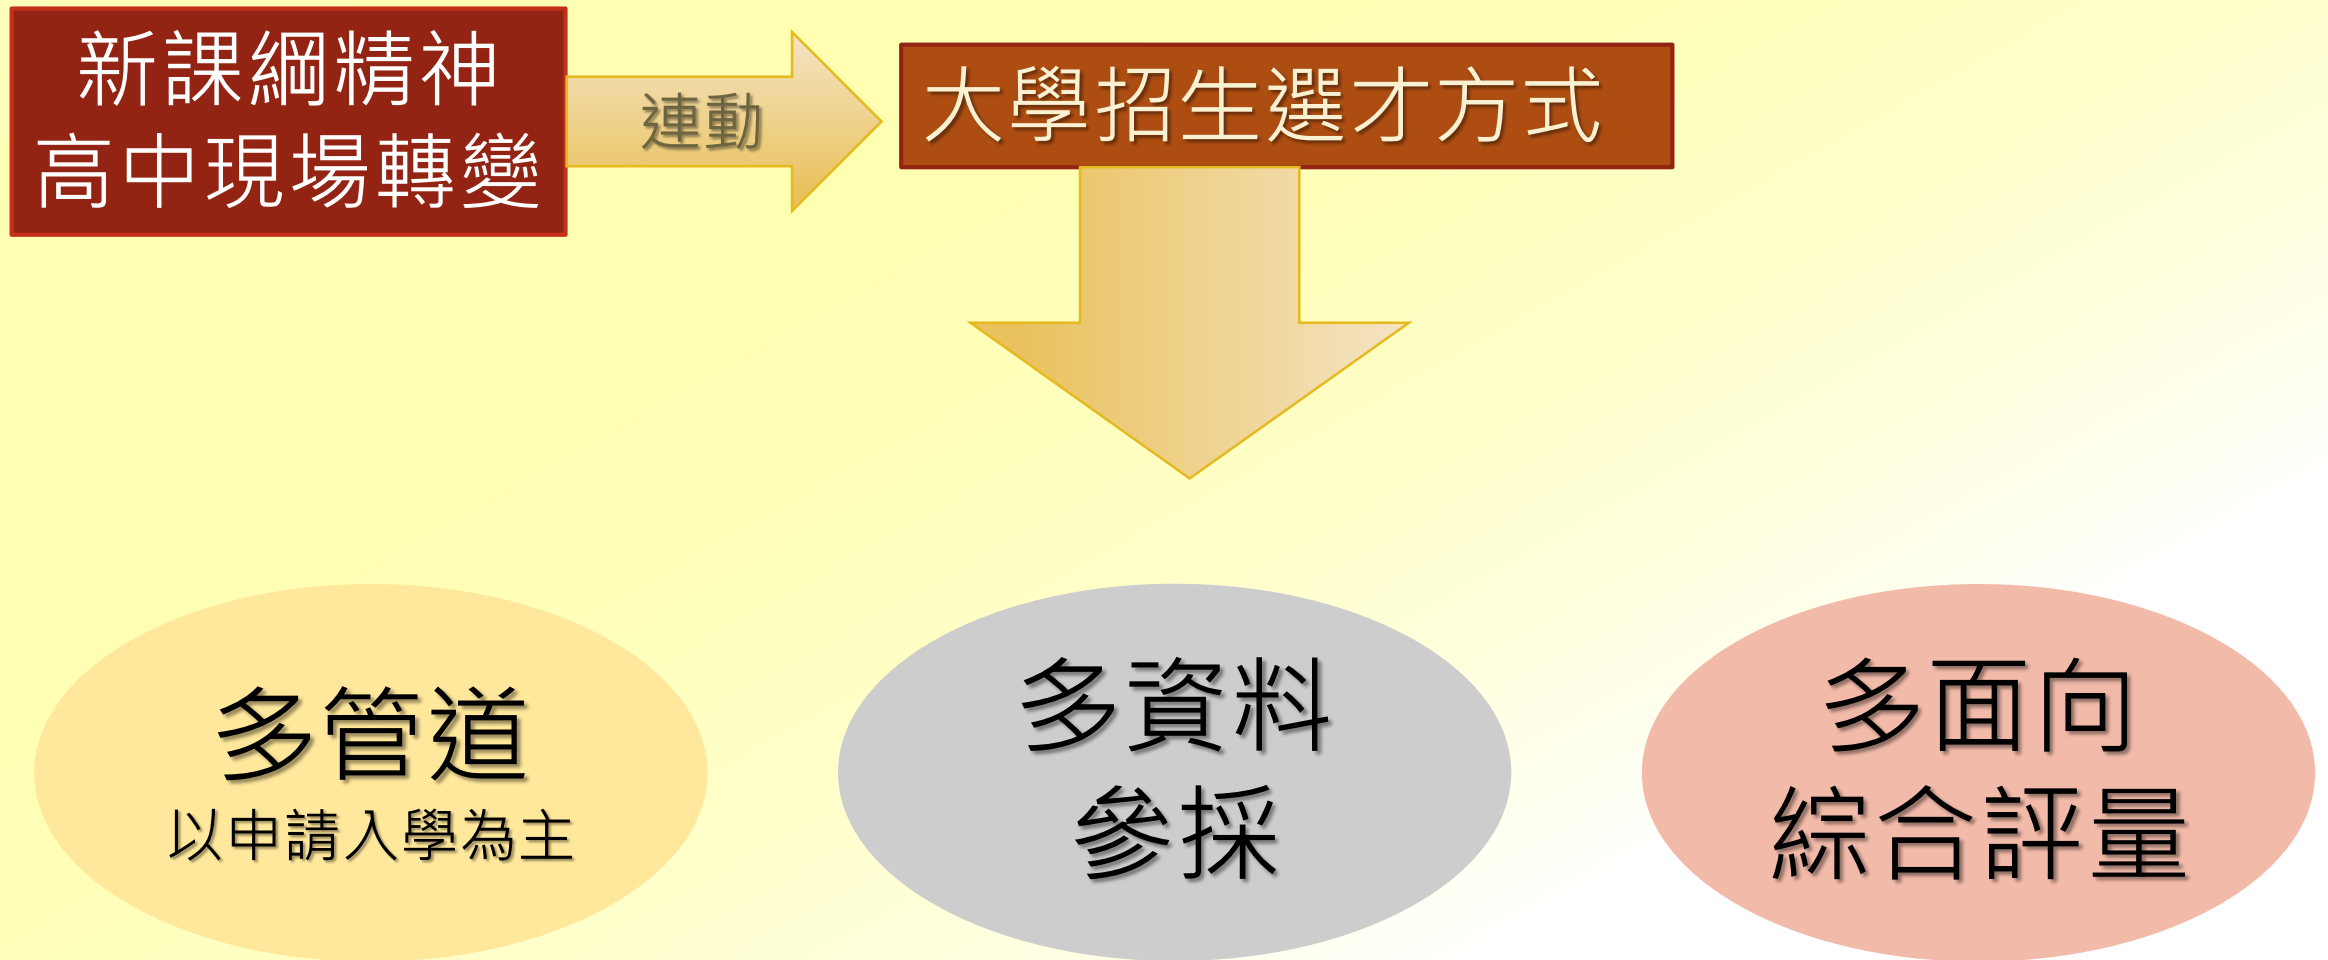 新課綱精神
高中現場轉變
連動
大學招生選才方式
多管道
以申請入學為主
多資料
參採
多面向
綜合評量